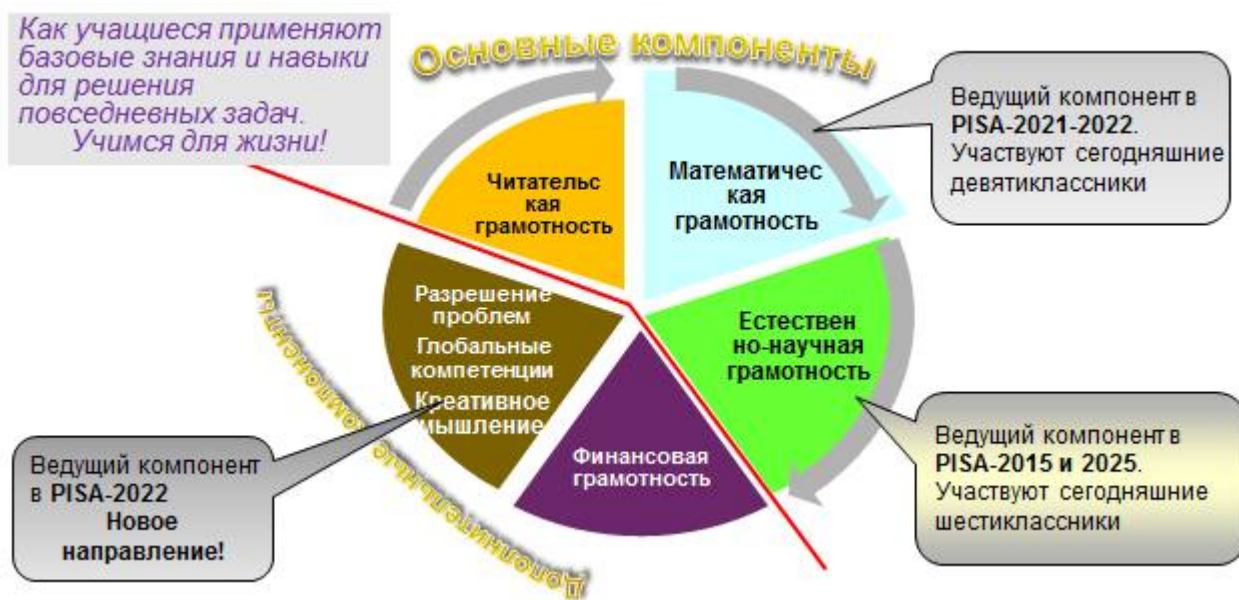 Как учащиеся применяют
базовые знания и навыки
для решения
повседневных задач.
Учимся для жизни!
Основные компоненты
Ведущий компонент в
PISA-2021-2022.
Участвуют сегодняшние
девятиклассники
Читательс
кая
грамотность
Математичес
кая
грамотность
Разрешение
проблем
Глобальные
компетенции
Креативное
мышление
Естествен
но-научная
грамотность
Финансовая
грамотность
Дополнительные компоненты
Ведущий компонент
в PISA-2022
Новое
направление!
Ведущий компонент в
PISA-2015 и 2025.
Участвуют сегодняшние
шестиклассники